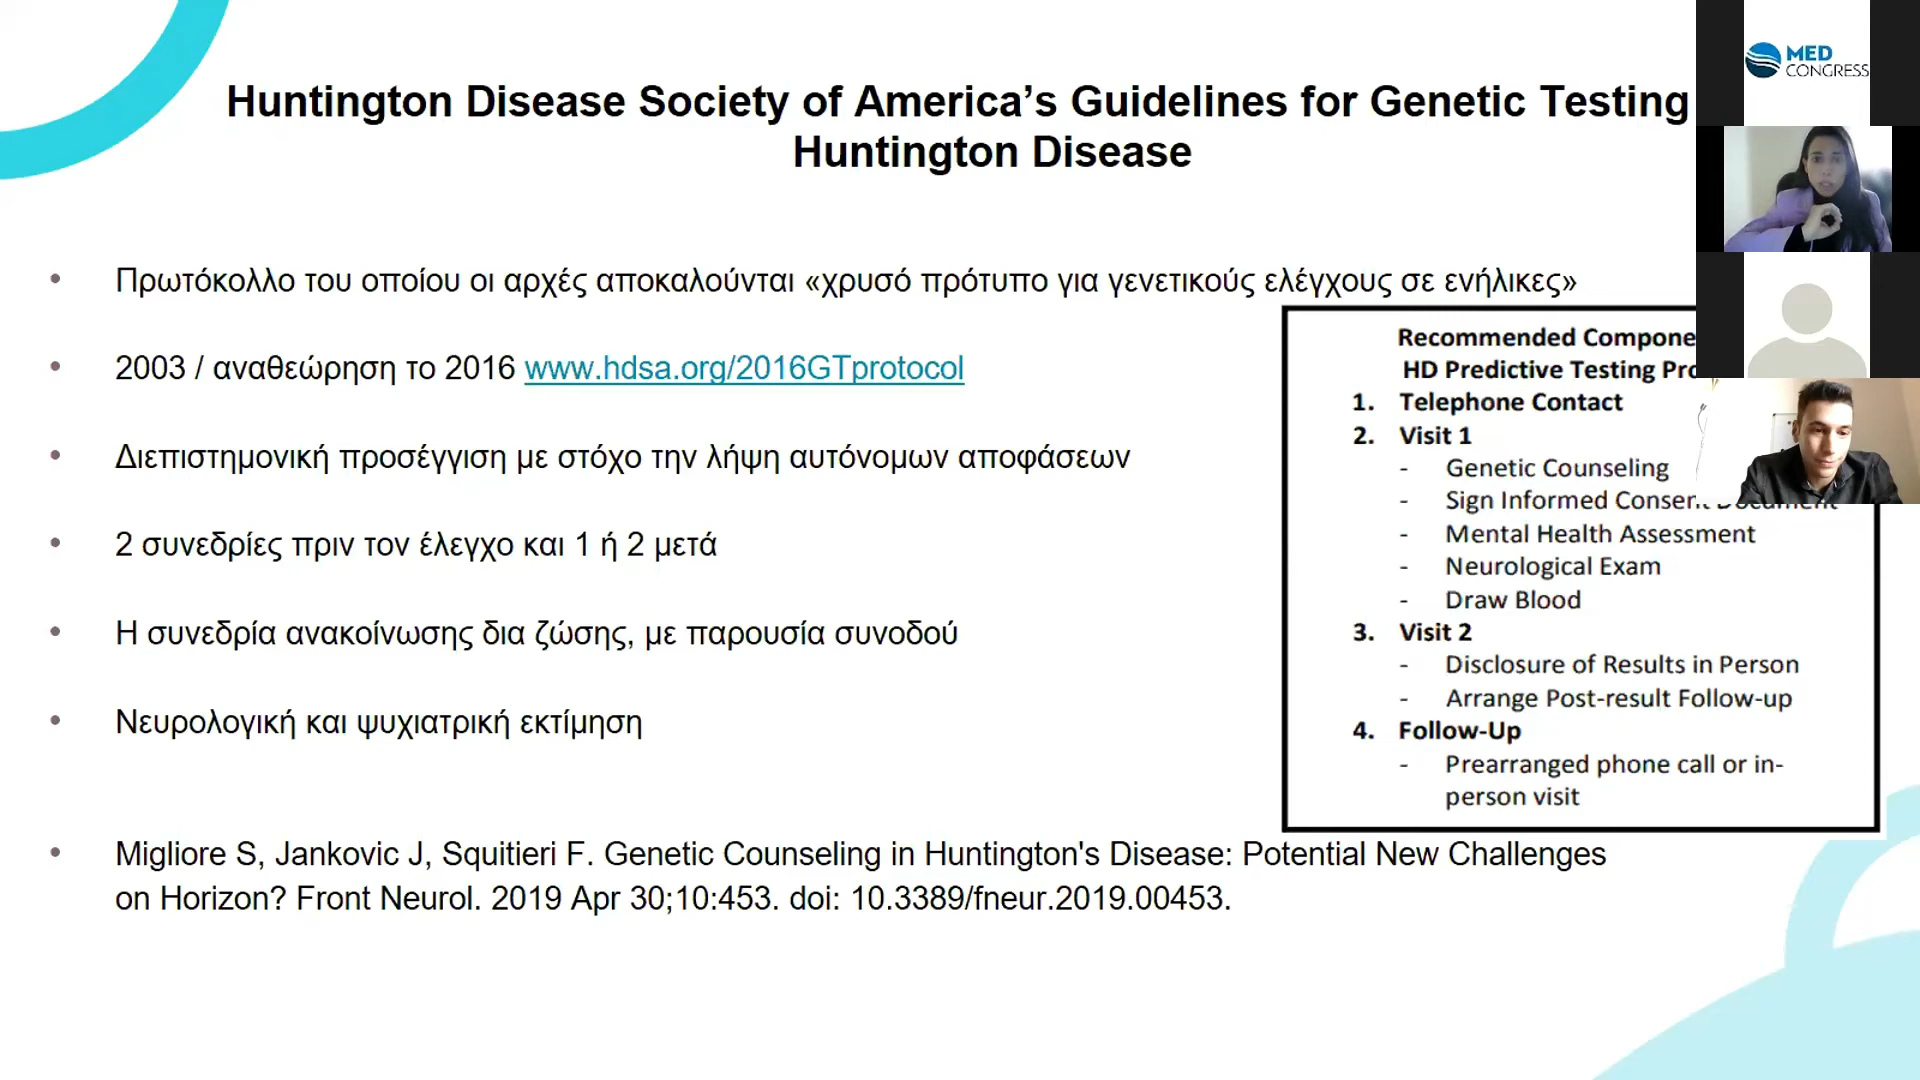 Huntington Disease Society of America’s Guidelines for Genetic Testing
Huntington Disease
MED
CONGRESS
• Πρωτόκολλο του οποίου οι αρχές αποκαλούνται «χρυσό πρότυπο για γενετικούς ελέγχους σε ενήλικες»
• 2003 / αναθεώρηση το 2016 www.hdsa.org/2016GTprotocol
• Διεπιστημονική προσέγγιση με στόχο την λήψη αυτόνομων αποφάσεων
• 2 συνεδρίες πριν τον έλεγχο και 1 ή 2 μετά
• Η συνεδρία ανακοίνωσης δια ζώσης, με παρουσία συνοδού
• Νευρολογική και ψυχιατρική εκτίμηση
Recommended
HD Predictive Testing
1. Telephone Contact
2. Visit 1
- Genetic Counseling
- Sign Informed Consent Document
- Mental Health Assessment
- Neurological Exam
- Draw Blood
3. Visit 2
- Disclosure of Results in Person
- Arrange Post-result Follow-up
4. Follow-Up
- Prearranged phone call or in-
person visit
• Migliore S, Jankovic J, Squitieri F. Genetic Counseling in Huntington's Disease: Potential New Challenges
on Horizon? Front Neurol. 2019 Apr 30;10:453. doi: 10.3389/fneur.2019.00453.